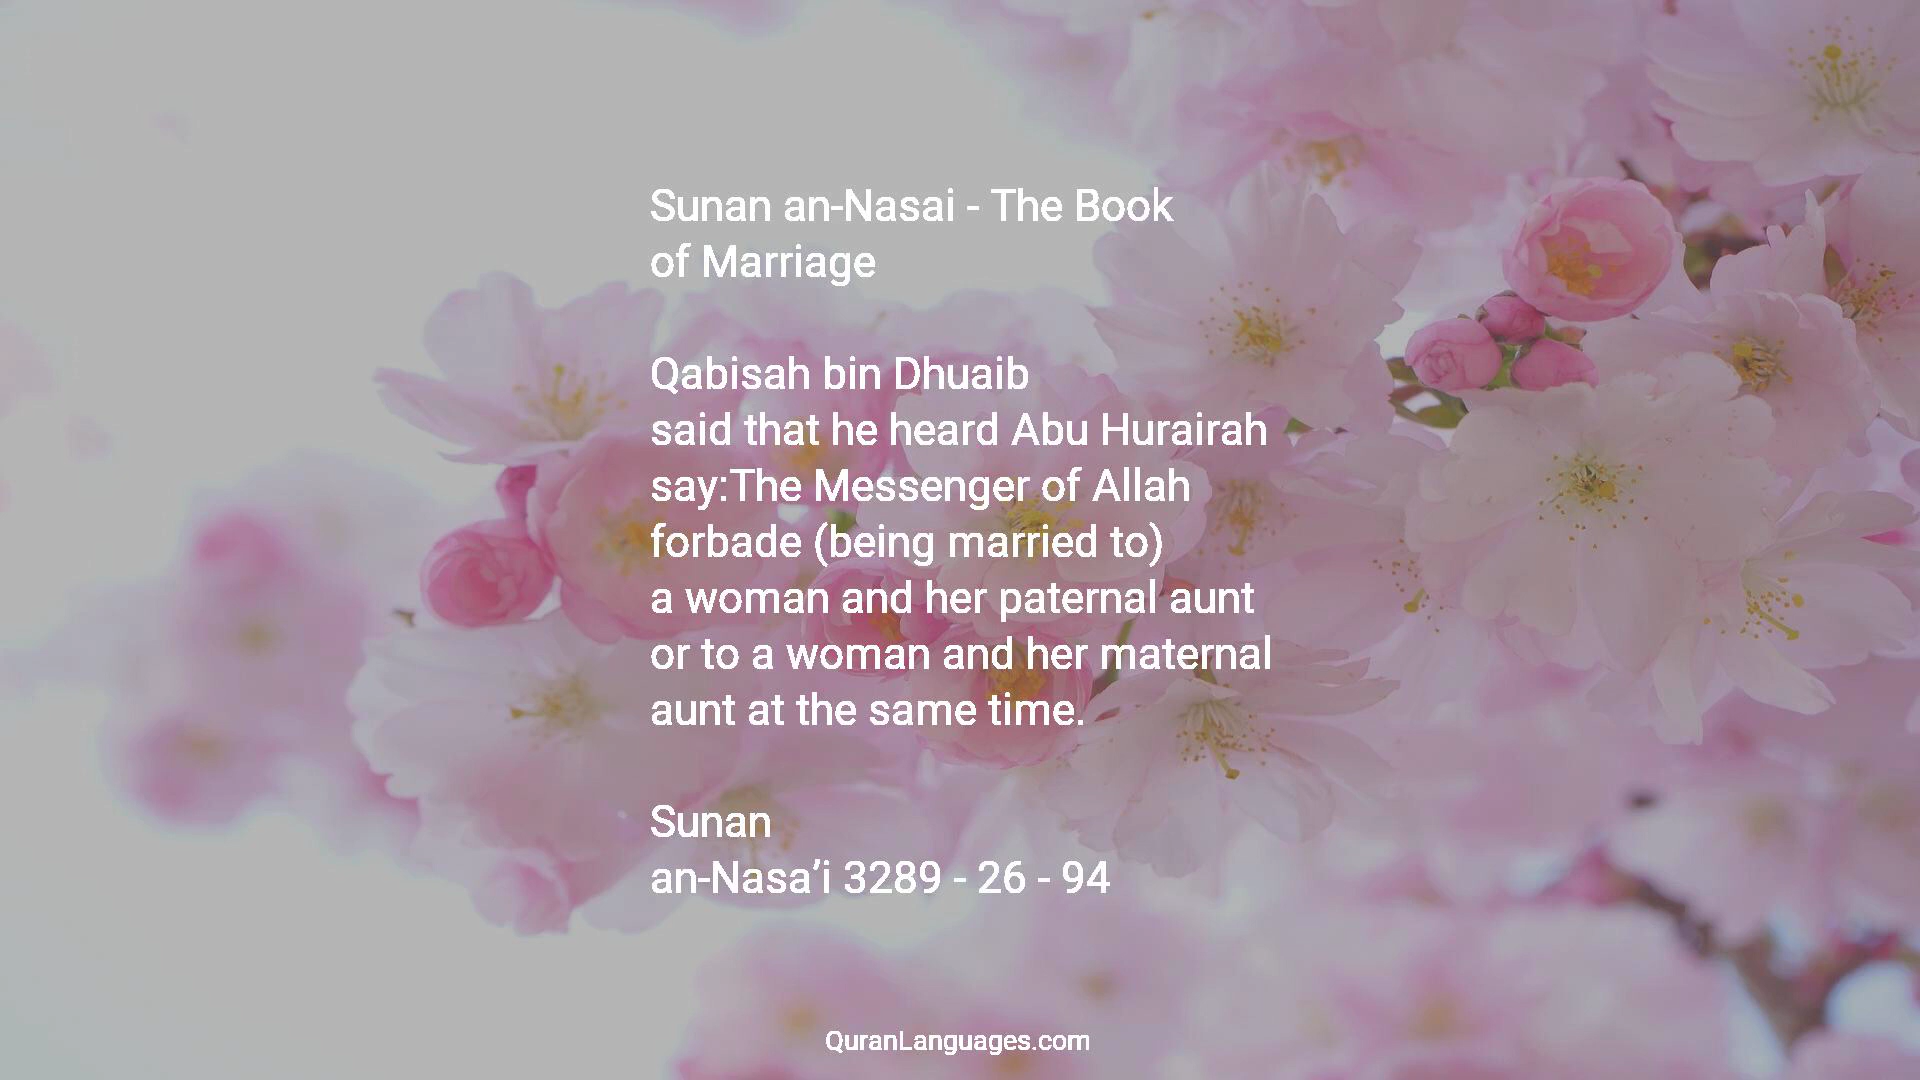 Sunan an-Nasai - The Book
of Marriage
Qabisah bin Dhuaib
said that he heard Abu Hurairah
say:The Messenger of Allah
forbade (being married to)
a woman and her paternal aunt
or to a woman and her maternal
aunt at the same time.
Sunan
an-Nasa’i 3289 - 26 - 94
QuranLanguages.com